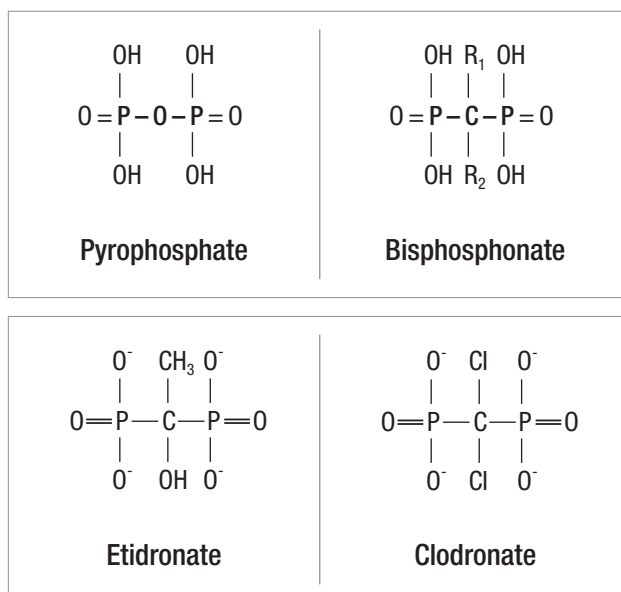 OH OH OH R₁ OH
O = P – O – P = O O = P – C – P = O
OH OH OH R₂ OH
Pyrophosphate Bisphosphonate
O⁻ CH₃ O⁻ O⁻ Cl O⁻
O=P–C–P=O O=P–C–P=O
O⁻ OH O⁻ O⁻ Cl O⁻
Etidronate Clodronate